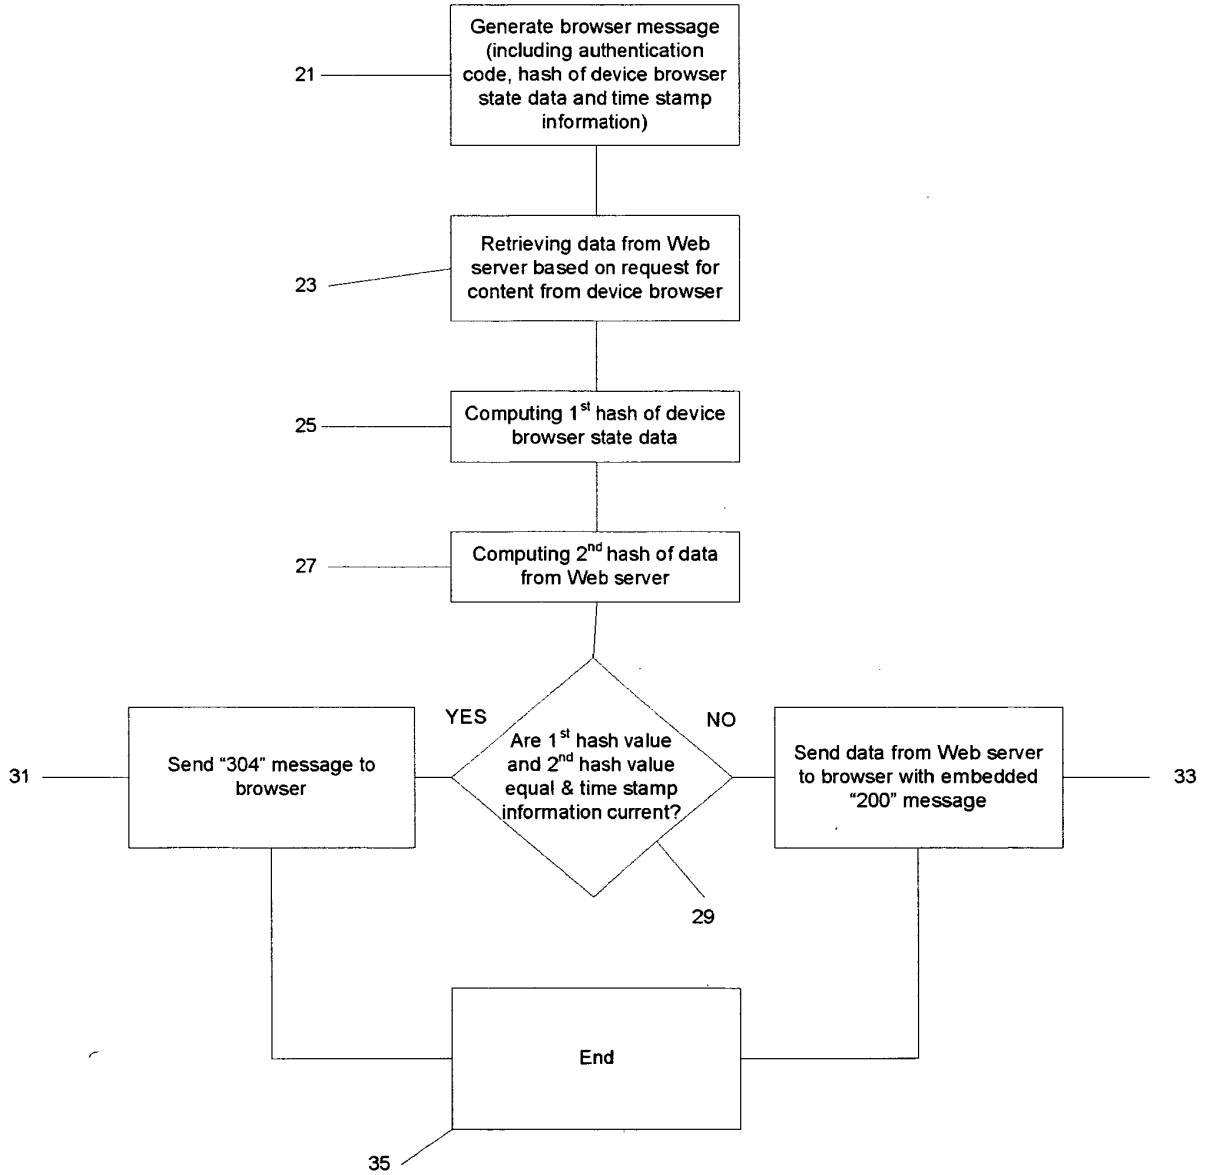 Generate browser message
(including authentication
code, hash of device browser
state data and time stamp
information)
21
Retrieving data from Web
server based on request for
content from device browser
23
Computing 1st hash of device
browser state data
25
Computing 2nd hash of data
from Web server
27
YES
NO
Are 1st hash value
and 2nd hash value
equal & time stamp
information current?
29
31
Send "304" message to
browser
Send data from Web server
to browser with embedded
"200" message
33
End
35